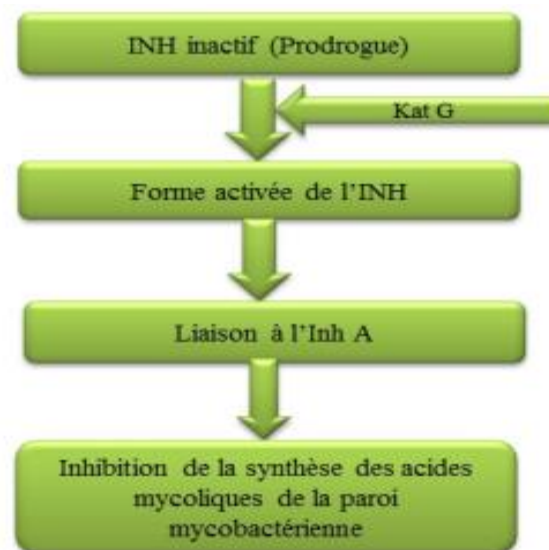 INH inactif (Prodrogue)
Kat G
Forme activée de l'INH
Liaison à l'Inh A
Inhibition de la synthèse des acides
mycoliques de la paroi
mycobactérienne